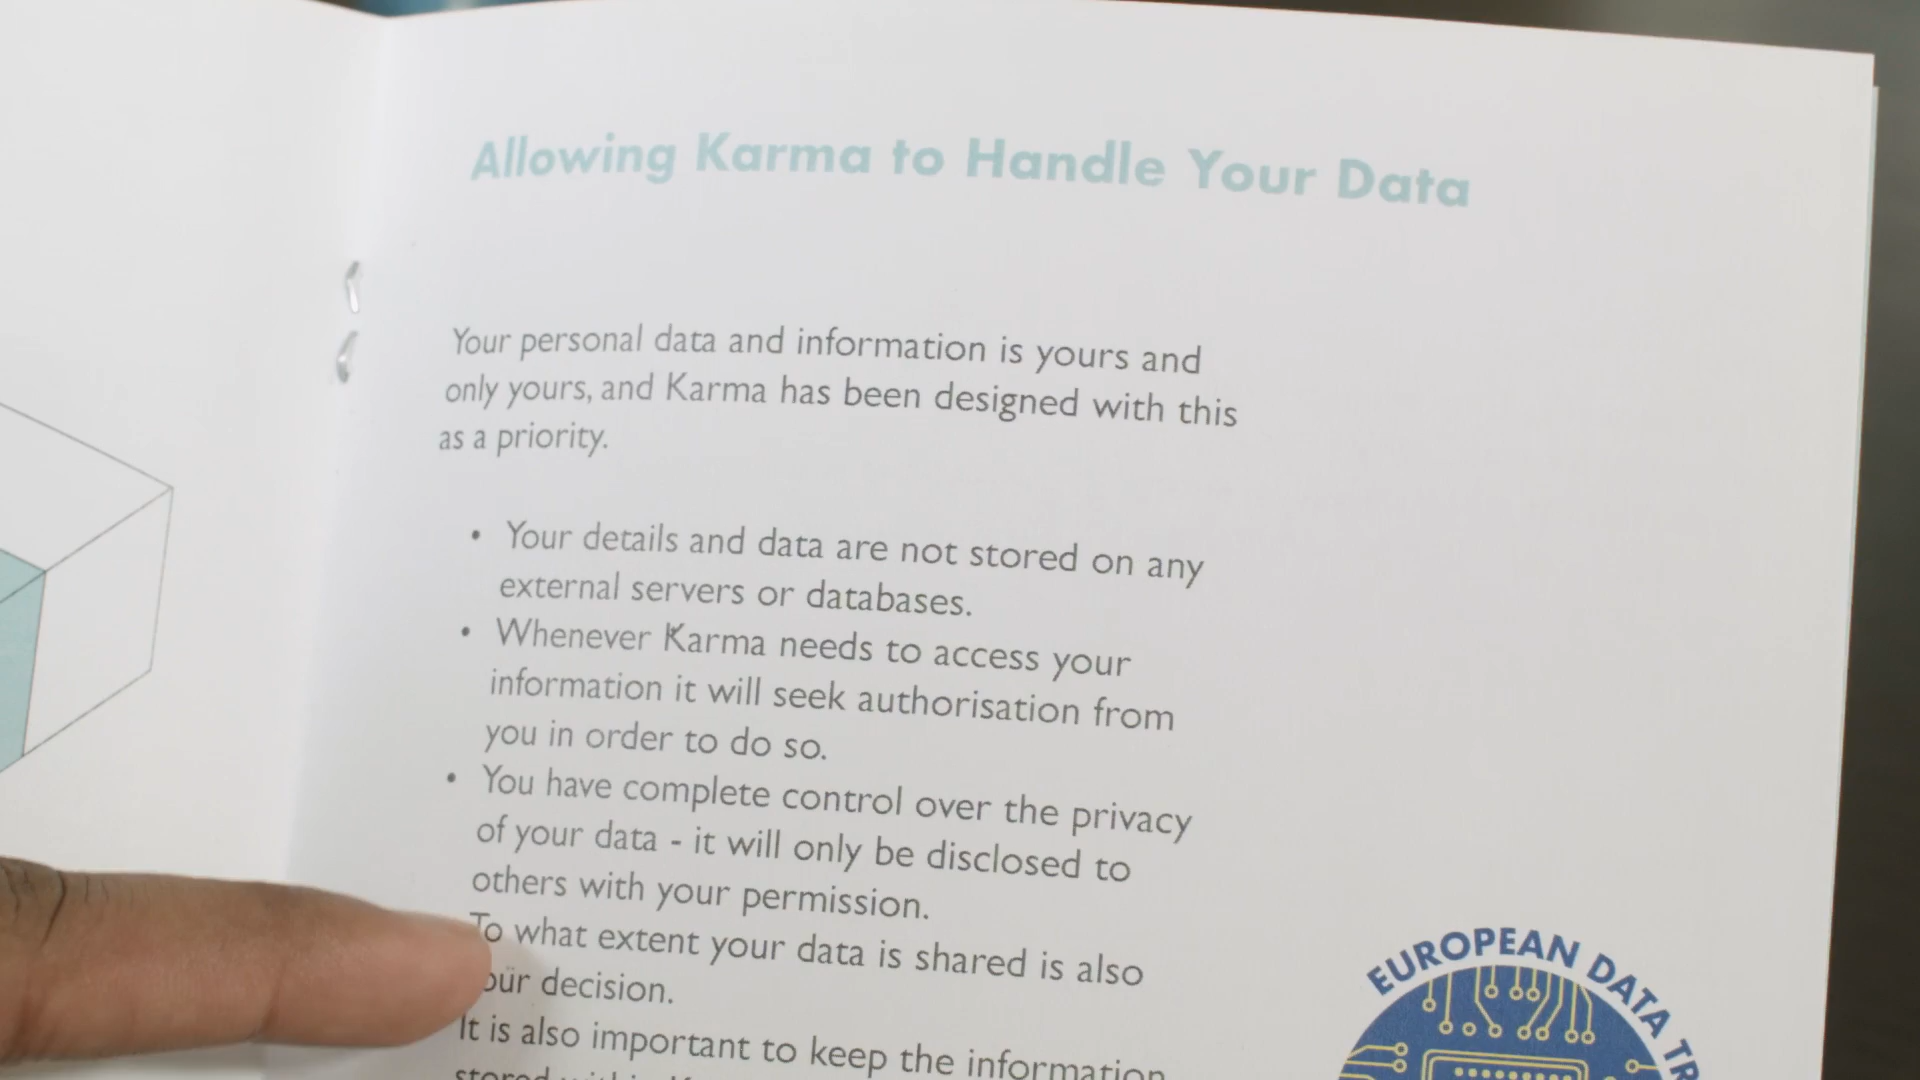 Allowing Karma to Handle Your Data
Your personal data and information is yours and
only yours, and Karma has been designed with this
as a priority.
• Your details and data are not stored on any
external servers or databases.
• Whenever Karma needs to access your
information it will seek authorisation from
you in order to do so.
• You have complete control over the privacy
of your data - it will only be disclosed to
others with your permission.
To what extent your data is shared is also
decision.
It is also important to keep the information
EUROPEAN DATA